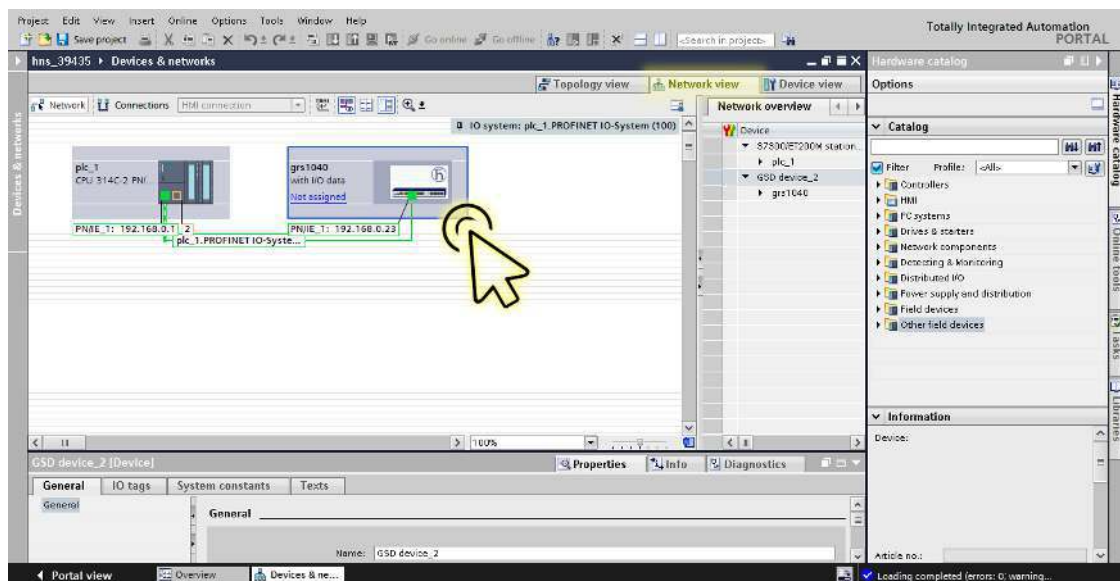 Project Edit View Insert Online Options Tools Window Help
Totally Integrated Automation
PORTAL
Save project Go online Go offline <Search in project>
hns_39435 ▸ Devices & networks
Hardware catalog
Topology view Network view Device view
Options
Network Connections HMI connection
Network overview
IO system: plc_1.PROFINET IO-System (100)
Catalog
Device
S7300/ET200M station...
plc_1
GSD device_2
grs1040
plc_1
CPU 314C-2 PN/...
grs1040
with I/O data
Not assigned
PN/IE_1: 192.168.0.1 2
PN/IE_1: 192.168.0.23
plc_1.PROFINET IO-Syste...
Filter Profile: <All>
Controllers
HMI
PC systems
Drives & starters
Network components
Detecting & Monitoring
Distributed I/O
Power supply and distribution
Field devices
Other field devices
Devices & networks
Hardware catalog
Online tools
Tasks
Libraries
Information
Device:
100%
GSD device_2 [Device]
Properties Info Diagnostics
General IO tags System constants Texts
General
General
Name: GSD device_2
Article no.:
Portal view Overview Devices & ne...
Loading completed (errors: 0; warning...